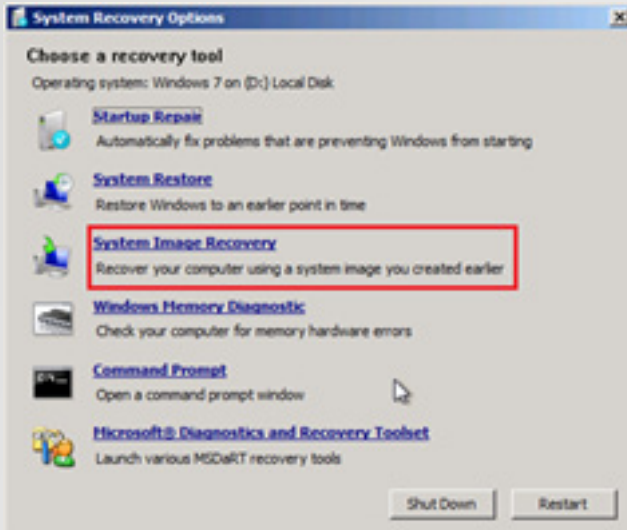 System Recovery Options
Choose a recovery tool
Operating system: Windows 7 on (D:) Local Disk
Startup Repair
Automatically fix problems that are preventing Windows from starting
System Restore
Restore Windows to an earlier point in time
System Image Recovery
Recover your computer using a system image you created earlier
Windows Memory Diagnostic
Check your computer for memory hardware errors
Command Prompt
Open a command prompt window
Microsoft® Diagnostics and Recovery Toolset
Launch various MSDaRT recovery tools
Shut Down Restart